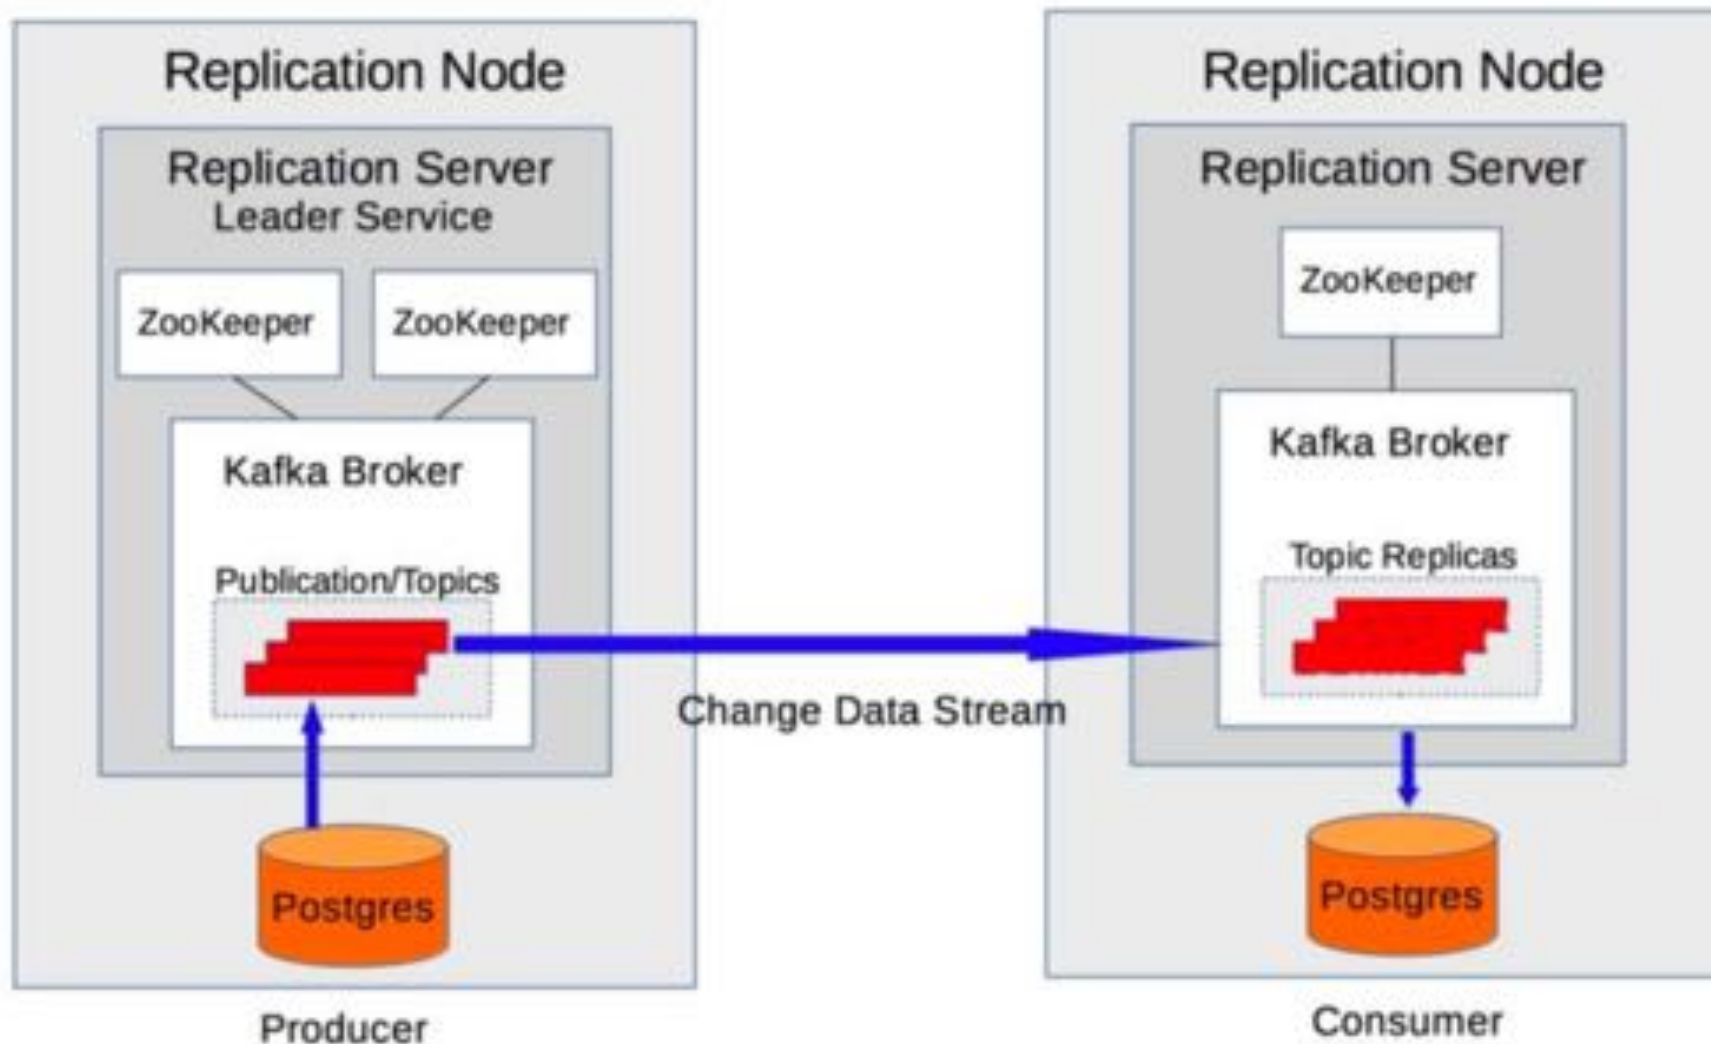 Replication Node
Replication Server
Leader Service
ZooKeeper
ZooKeeper
Kafka Broker
Publication/Topics
Postgres
Producer
Change Data Stream
Replication Node
Replication Server
ZooKeeper
Kafka Broker
Topic Replicas
Postgres
Consumer